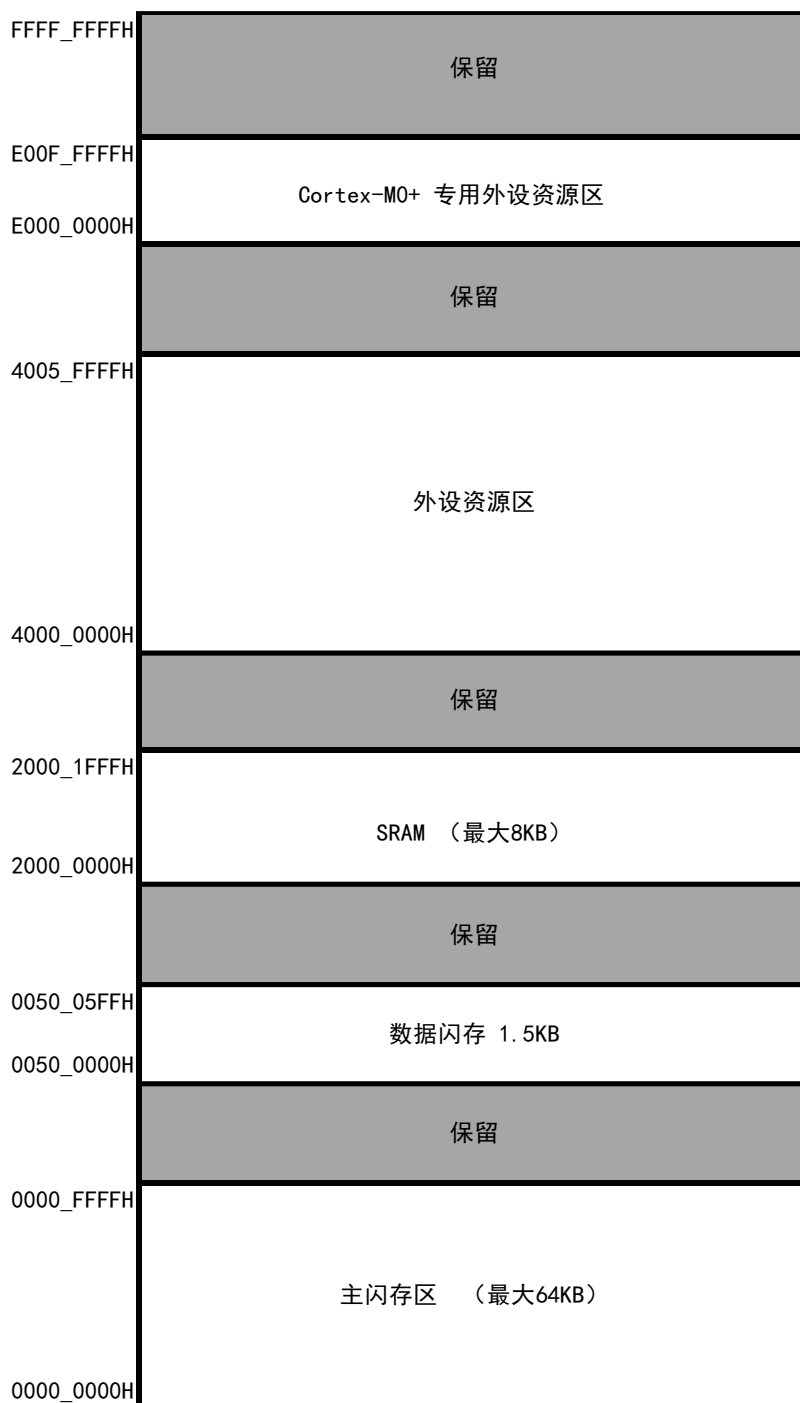 FFFF_FFFFH
保留
E00F_FFFFH
Cortex-M0+ 专用外设资源区
E000_0000H
保留
4005_FFFFH
外设资源区
4000_0000H
保留
2000_1FFFH
SRAM （最大8KB）
2000_0000H
保留
0050_05FFH
数据闪存 1.5KB
0050_0000H
保留
0000_FFFFH
主闪存区 （最大64KB）
0000_0000H